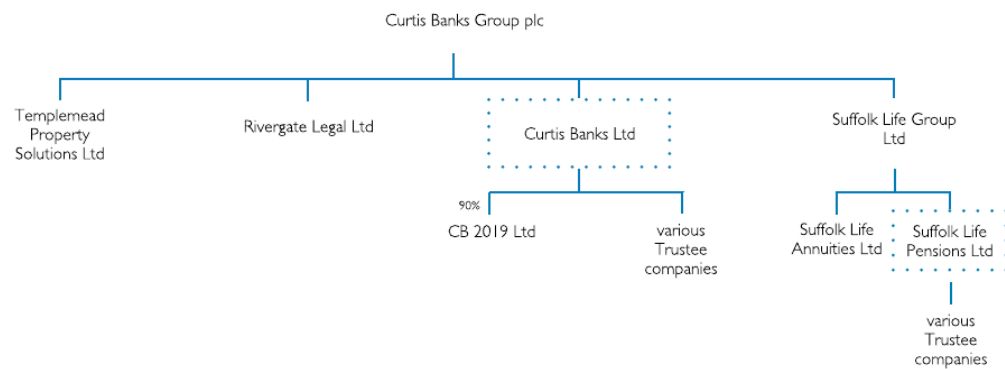 Curtis Banks Group plc
Templemead
Property
Solutions Ltd
Rivergate Legal Ltd
Curtis Banks Ltd
Suffolk Life Group
Ltd
90%
CB 2019 Ltd
various
Trustee
companies
Suffolk Life
Annuities Ltd
Suffolk Life
Pensions Ltd
various
Trustee
companies